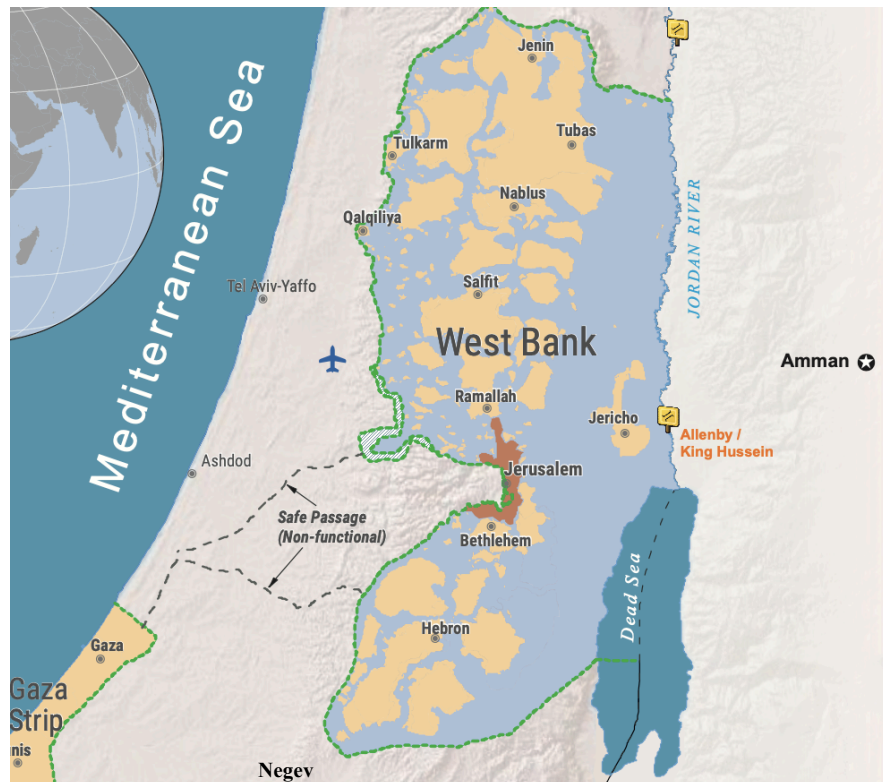 Mediterranean Sea
Jenin
Tubas
Tulkarm
Nablus
Qalqiliya
JORDAN RIVER
Tel Aviv-Yaffo
Salfit
West Bank
Amman
Ramallah
Jericho
Allenby /
King Hussein
Ashdod
Jerusalem
Safe Passage
(Non-functional)
Bethlehem
Dead Sea
Hebron
Gaza
Gaza
Strip
nis
Negev